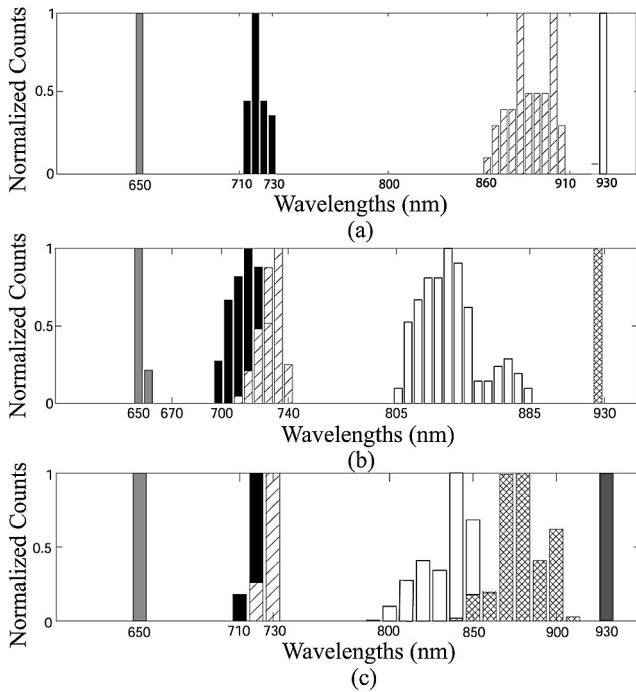 Normalized Counts
1
0.5
0
650 710 730 800 860 910 930
Wavelengths (nm)
(a)
Normalized Counts
1
0.5
0
650 670 700 740 805 885 930
Wavelengths (nm)
(b)
Normalized Counts
1
0.5
0
650 710 730 800 850 900 930
Wavelengths (nm)
(c)